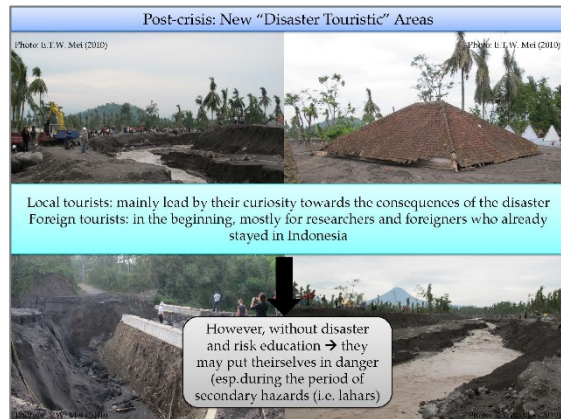 Post-crisis: New “Disaster Touristic” Areas
Photo: E.T.W. Mei (2010)
Photo: E.T.W. Mei (2010)
Local tourists: mainly lead by their curiosity towards the consequences of the disaster
Foreign tourists: in the beginning, mostly for researchers and foreigners who already
stayed in Indonesia
However, without disaster
and risk education → they
may put theirselves in danger
(esp.during the period of
secondary hazards (i.e. lahars)